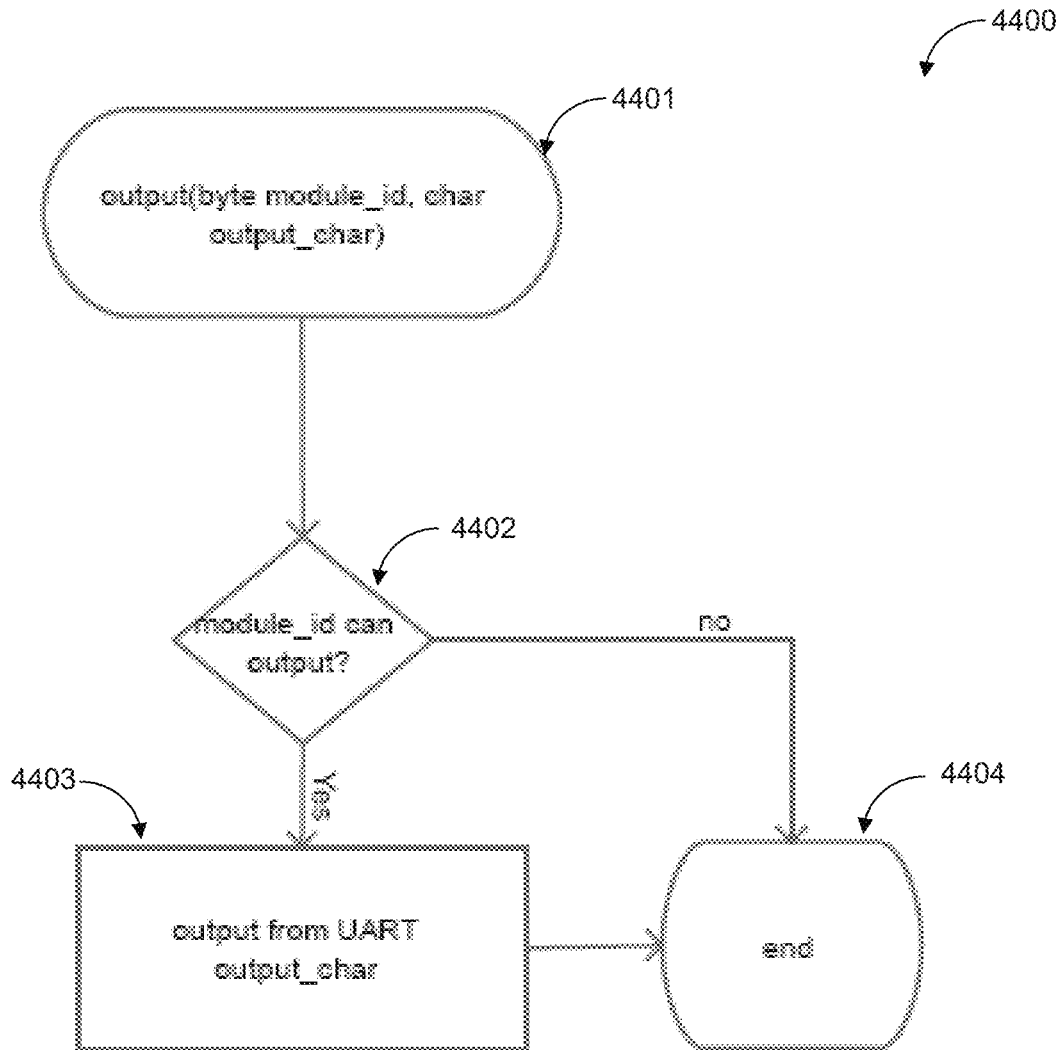 4400
4401
output(byte module_id, char
output_char)
4402
module_id can
output?
no
Yes
4403
4404
output from UART
output_char
end